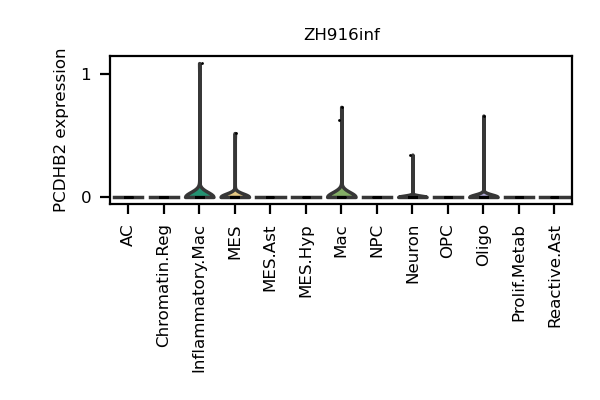 ZH916inf
PCDHB2 expression
1
0
AC
Chromatin.Reg
Inflammatory.Mac
MES
MES.Ast
MES.Hyp
Mac
NPC
Neuron
OPC
Oligo
Prolif.Metab
Reactive.Ast